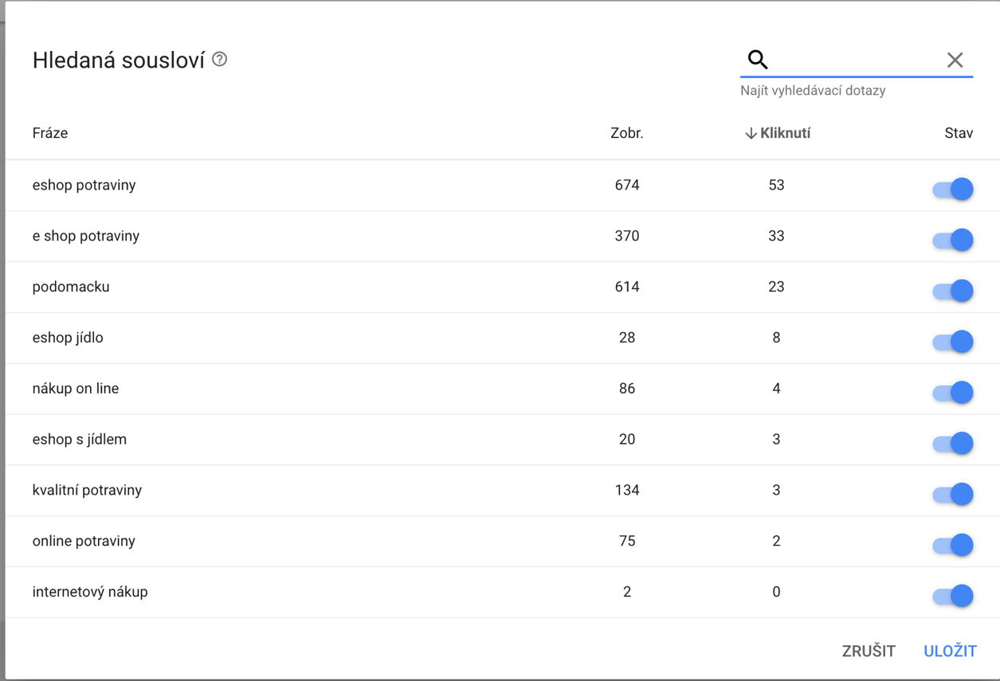 Hledaná sousloví ?
Najít vyhledávací dotazy
Fráze Zobr. ↓ Kliknutí Stav
eshop potraviny 674 53
e shop potraviny 370 33
podomacku 614 23
eshop jídlo 28 8
nákup on line 86 4
eshop s jídlem 20 3
kvalitní potraviny 134 3
online potraviny 75 2
internetový nákup 2 0
ZRUŠIT ULOŽIT